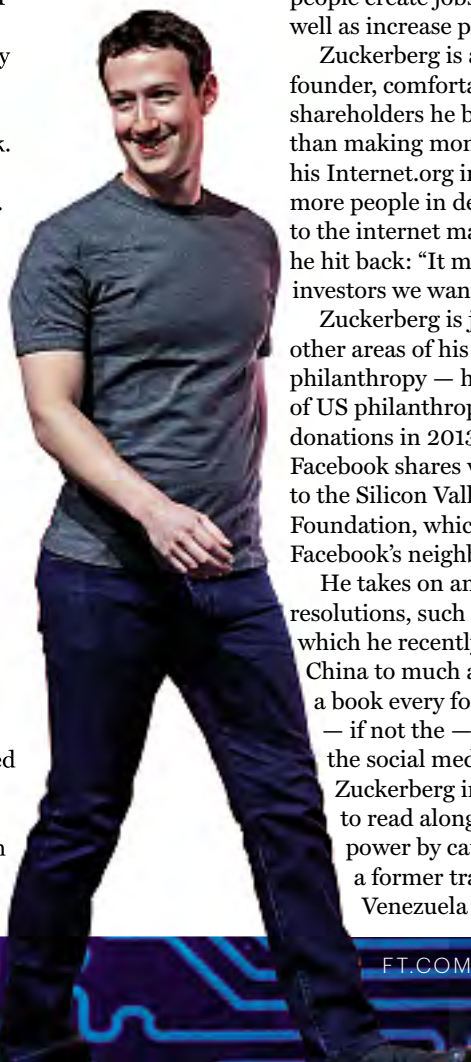 y
k.
ed
n
people create jobs
well as increase p
Zuckerberg is a
founder, comforta
shareholders he b
than making mon
his Internet.org in
more people in de
to the internet ma
he hit back: “It m
investors we wan
Zuckerberg is j
other areas of his
philanthropy — h
of US philanthrop
donations in 2013
Facebook shares v
to the Silicon Vall
Foundation, whic
Facebook’s neighb
He takes on an
resolutions, such
which he recently
China to much a
a book every fo
— if not the —
the social med
Zuckerberg in
to read along
power by cat
a former tra
Venezuela
FT.COM